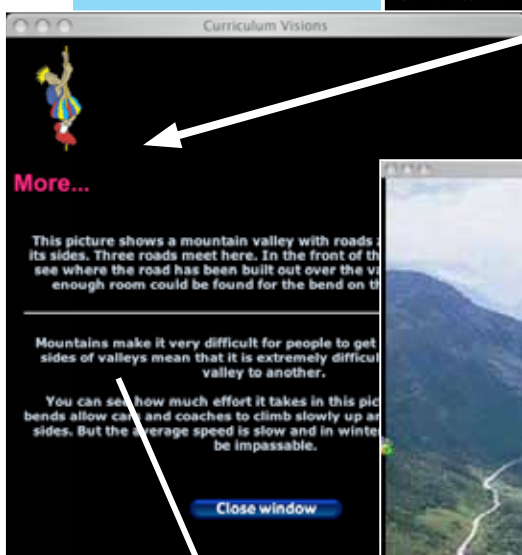 Curriculum Visions
More...
This picture shows a mountain valley with roads
its sides. Three roads meet here. In the front of th
see where the road has been built out over the va
enough room could be found for the bend on th
Mountains make it very difficult for people to get
sides of valleys mean that it is extremely difficul
valley to another.
You can see how much effort it takes in this pic
bends allow cars and coaches to climb slowly up an
sides. But the average speed is slow and in winte
be impassable.
Close window